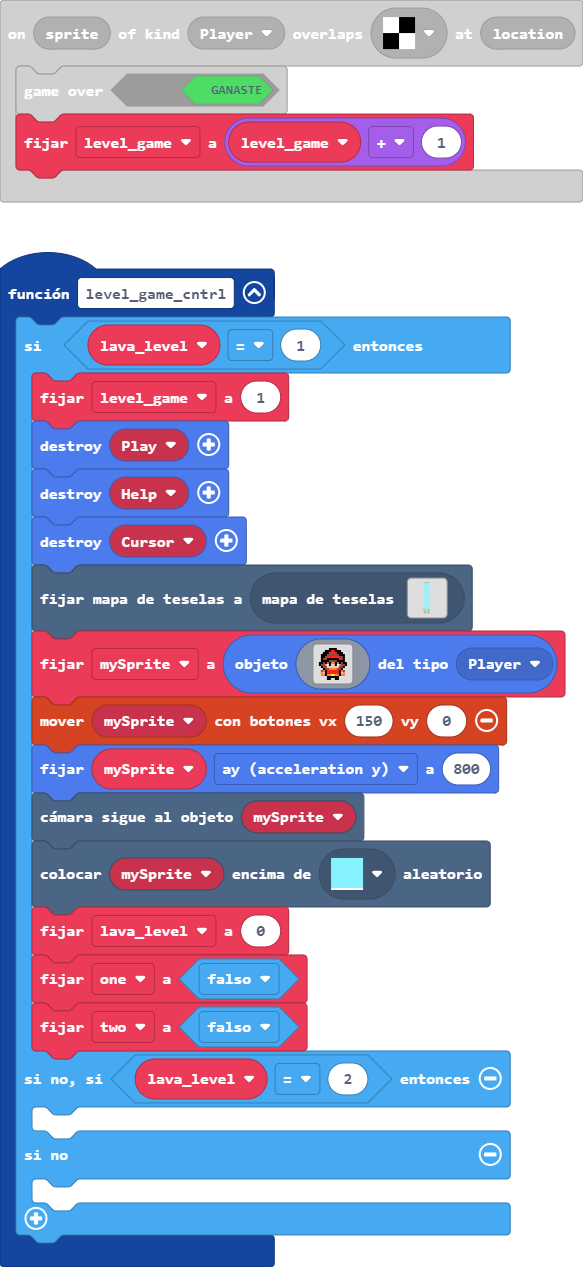 on sprite of kind Player overlaps at location
game over GANASTE
fijar level_game a level_game + 1
función level_game_cntrl
si lava_level = 1 entonces
fijar level_game a 1
destroy Play
destroy Help
destroy Cursor
fijar mapa de teselas a mapa de teselas
fijar mySprite a objeto del tipo Player
mover mySprite con botones vx 150 vy 0
fijar mySprite ay (acceleration y) a 800
cámara sigue al objeto mySprite
colocar mySprite encima de aleatorio
fijar lava_level a 0
fijar one a falso
fijar two a falso
si no, si lava_level = 2 entonces
si no